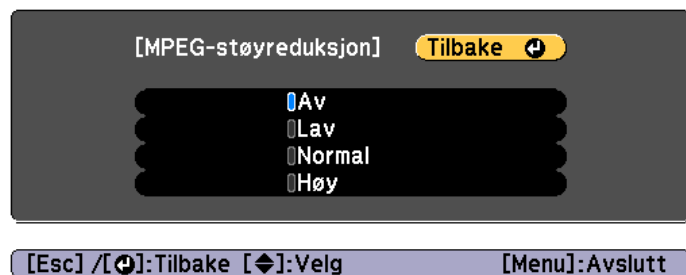 [MPEG-støyreduksjon] Tilbake
Av
Lav
Normal
Høy
[Esc] /[⏎]:Tilbake [◆]:Velg [Menu]:Avslutt